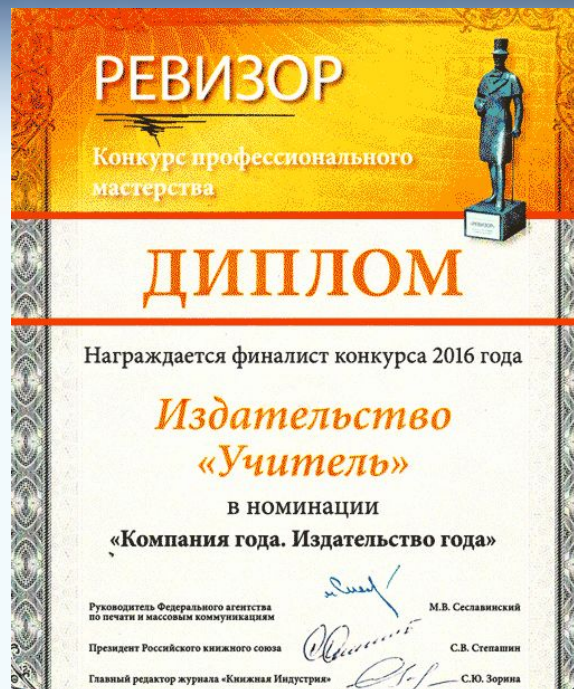 РЕВИЗОР
Конкурс профессионального
мастерства
«РЕВИЗОР»
ДИПЛОМ
Награждается финалист конкурса 2016 года
Издательство
«Учитель»
в номинации
«Компания года. Издательство года»
Руководитель Федерального агентства
по печати и массовым коммуникациям
М.В. Сеславинский
Президент Российского книжного союза
С.В. Степашин
Главный редактор журнала «Книжная Индустрия»
С.Ю. Зорина